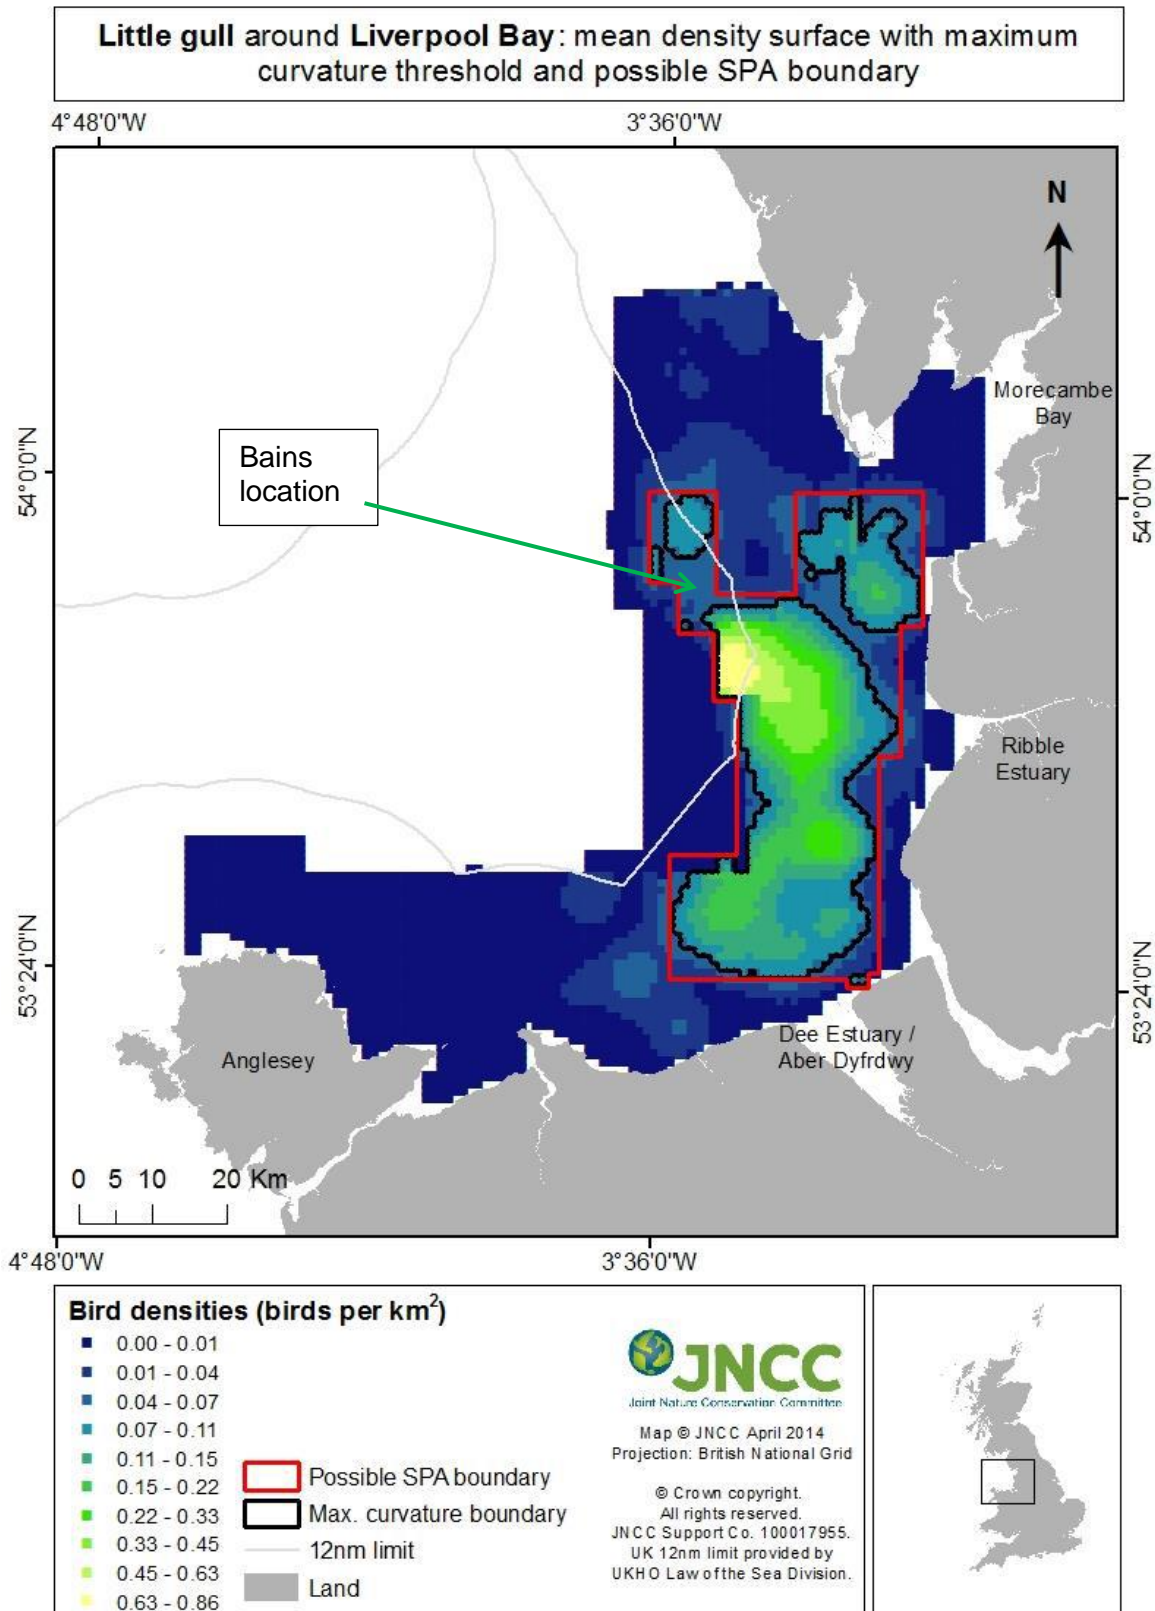 Little gull around Liverpool Bay: mean density surface with maximum
curvature threshold and possible SPA boundary
4°48'0"W
3°36'0"W
N
Morecambe
Bay
54°0'0"N
54°0'0"N
Bains
location
Ribble
Estuary
53°24'0"N
53°24'0"N
Dee Estuary /
Aber Dyfrdwy
Anglesey
0 5 10 20 Km
4°48'0"W
3°36'0"W
Bird densities (birds per km²)
0.00 - 0.01
0.01 - 0.04
0.04 - 0.07
0.07 - 0.11
0.11 - 0.15
0.15 - 0.22
0.22 - 0.33
0.33 - 0.45
0.45 - 0.63
0.63 - 0.86
Possible SPA boundary
Max. curvature boundary
12nm limit
Land
JNCC
Joint Nature Conservation Committee
Map © JNCC April 2014
Projection: British National Grid
© Crown copyright.
All rights reserved.
JNCC Support Co. 100017955.
UK 12nm limit provided by
UKHO Law of the Sea Division.